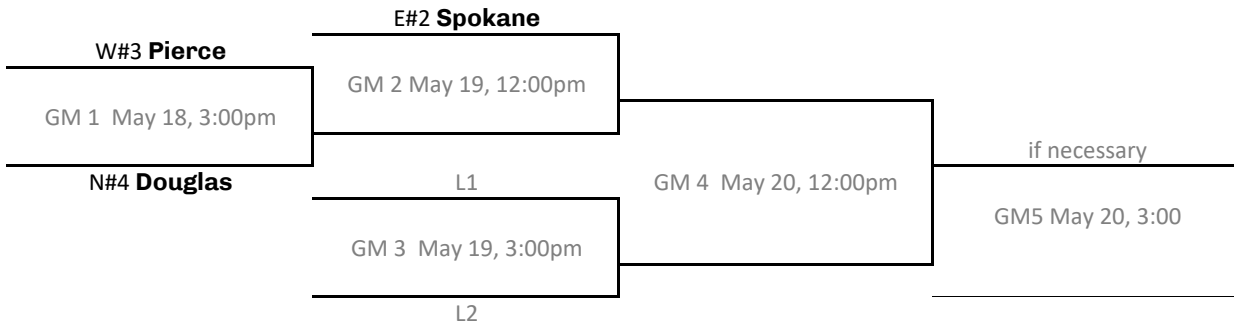 E#2 Spokane
W#3 Pierce
GM 2 May 19, 12:00pm
GM 1 May 18, 3:00pm
if necessary
N#4 Douglas
L1
GM 4 May 20, 12:00pm
GM5 May 20, 3:00
GM 3 May 19, 3:00pm
L2